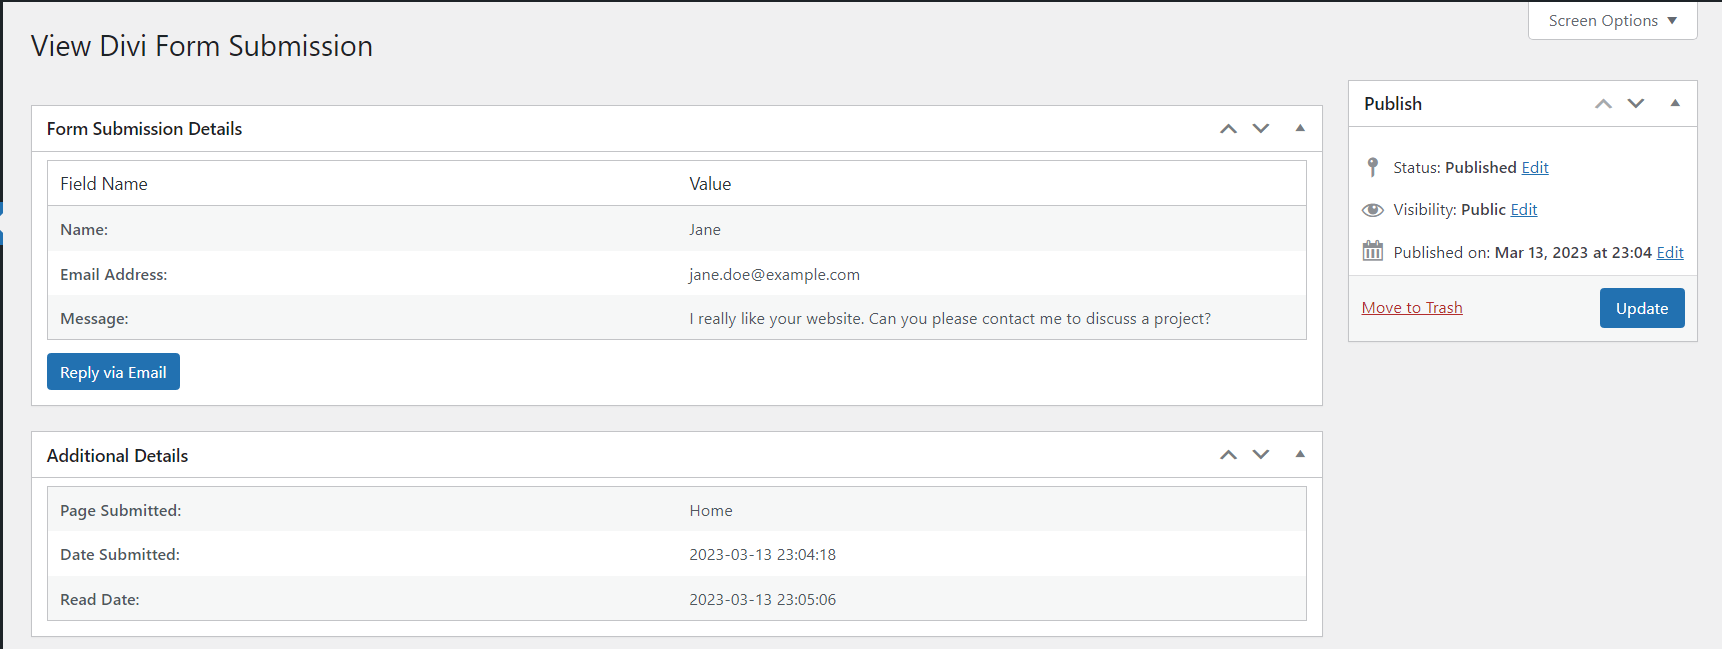 Screen Options
View Divi Form Submission
Form Submission Details
Field Name Value
Name: Jane
Email Address: jane.doe@example.com
Message: I really like your website. Can you please contact me to discuss a project?
Reply via Email
Additional Details
Page Submitted: Home
Date Submitted: 2023-03-13 23:04:18
Read Date: 2023-03-13 23:05:06
Publish
Status: Published Edit
Visibility: Public Edit
Published on: Mar 13, 2023 at 23:04 Edit
Move to Trash Update